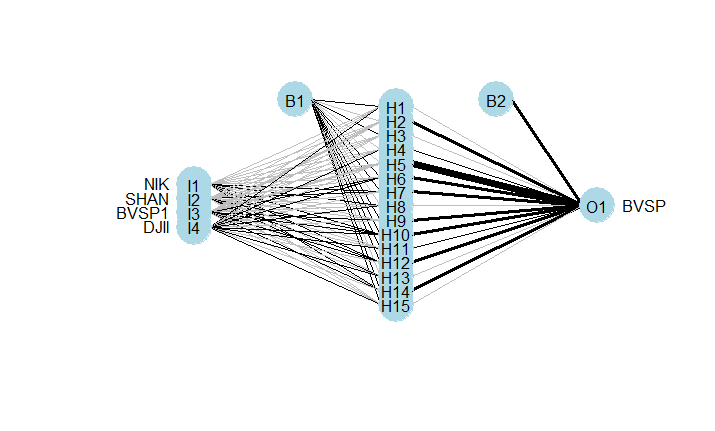 B1
B2
H1
H2
H3
H4
H5
H6
H7
H8
H9
H10
H11
H12
H13
H14
H15
NIK I1
SHAN I2
BVSP1 I3
DJII I4
O1 BVSP